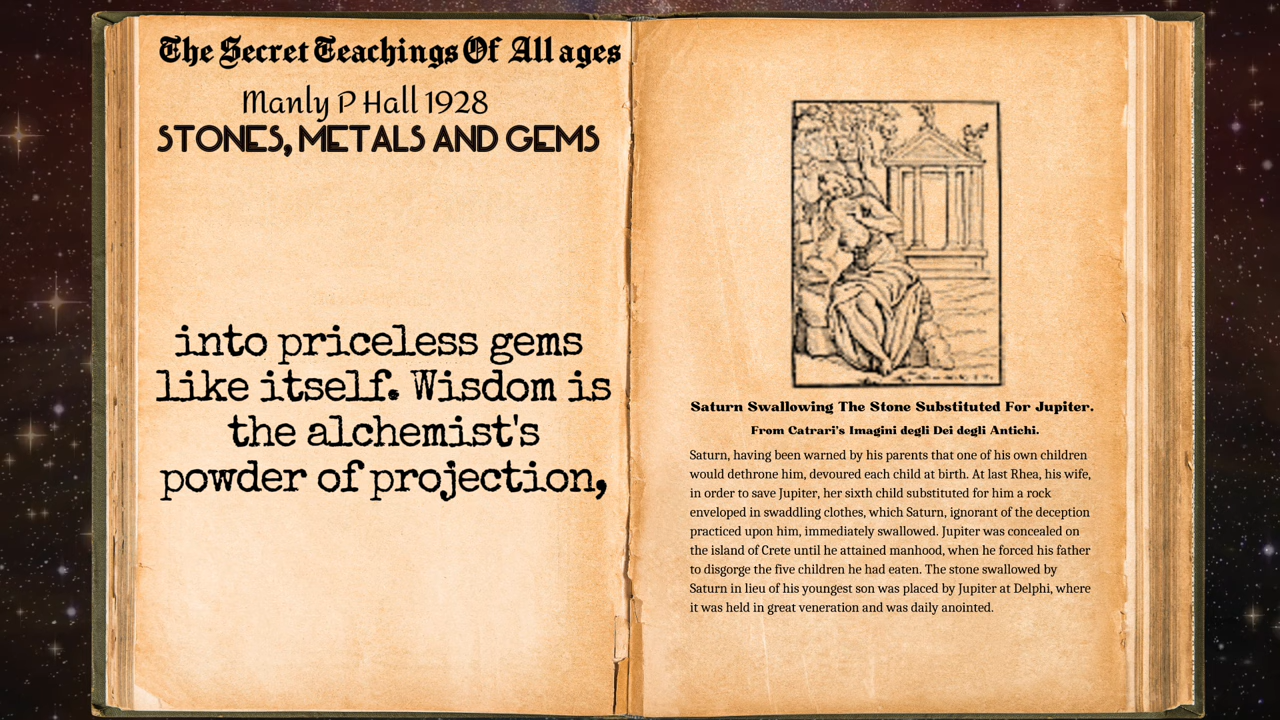 The Secret Teachings Of All ages
Manly P Hall 1928
STONES, METALS AND GEMS
into priceless gems
like itself. Wisdom is
the alchemist's
powder of projection,
Saturn Swallowing The Stone Substituted For Jupiter.
From Catrari's Imagini degli Dei degli Antichi.
Saturn, having been warned by his parents that one of his own children
would dethrone him, devoured each child at birth. At last Rhea, his wife,
in order to save Jupiter, her sixth child substituted for him a rock
enveloped in swaddling clothes, which Saturn, ignorant of the deception
practiced upon him, immediately swallowed. Jupiter was concealed on
the island of Crete until he attained manhood, when he forced his father
to disgorge the five children he had eaten. The stone swallowed by
Saturn in lieu of his youngest son was placed by Jupiter at Delphi, where
it was held in great veneration and was daily anointed.